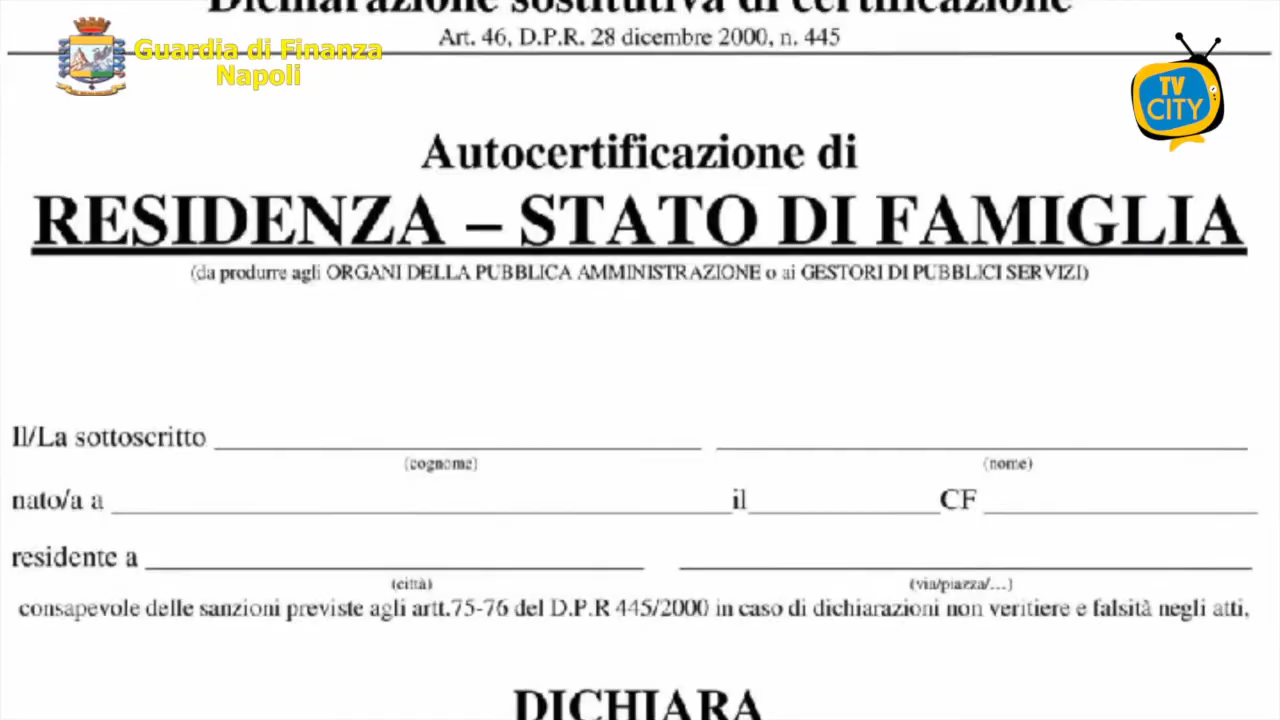 Dichiarazione sostitutiva di certificazione
Art. 46, D.P.R. 28 dicembre 2000, n. 445
Guardia di Finanza
Napoli
TV
CITY
Autocertificazione di
RESIDENZA – STATO DI FAMIGLIA
(da produrre agli ORGANI DELLA PUBBLICA AMMINISTRAZIONE o ai GESTORI DI PUBBLICI SERVIZI)
Il/La sottoscritto
(cognome) (nome)
nato/a a il CF
residente a
(città) (via/piazza/...)
consapevole delle sanzioni previste agli artt.75-76 del D.P.R 445/2000 in caso di dichiarazioni non veritiere e falsità negli atti,
DICHIARA